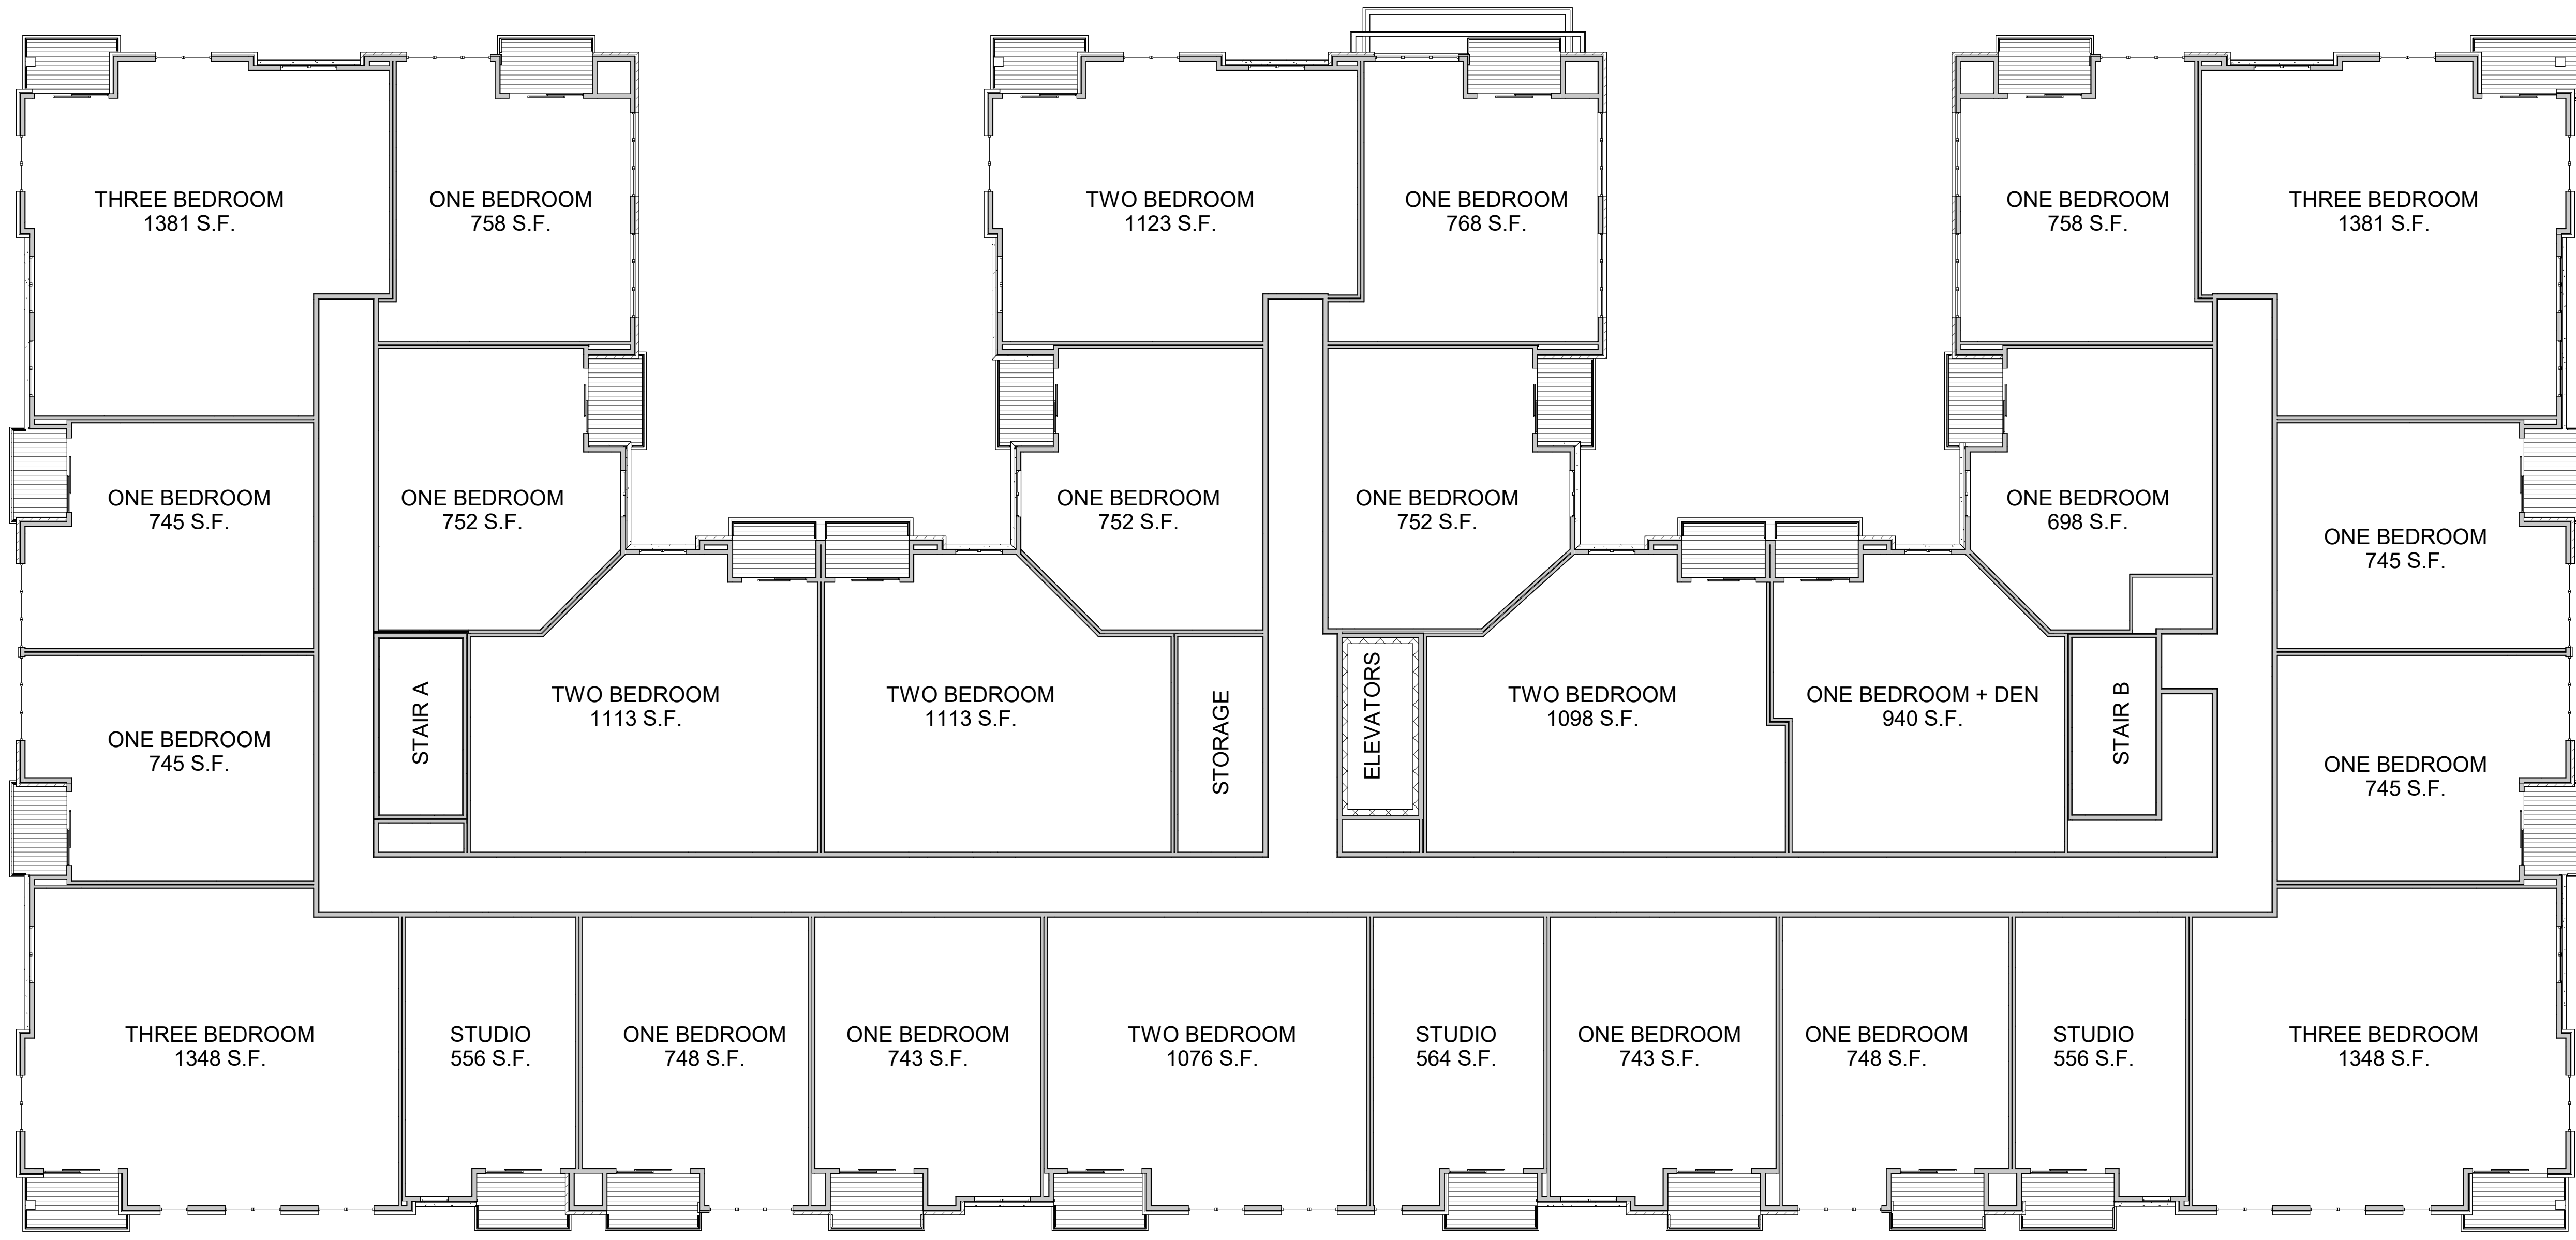 THREE BEDROOM
1381 S.F.
ONE BEDROOM
758 S.F.
TWO BEDROOM
1123 S.F.
ONE BEDROOM
768 S.F.
ONE BEDROOM
758 S.F.
THREE BEDROOM
1381 S.F.
ONE BEDROOM
745 S.F.
ONE BEDROOM
752 S.F.
ONE BEDROOM
752 S.F.
ONE BEDROOM
752 S.F.
ONE BEDROOM
698 S.F.
ONE BEDROOM
745 S.F.
ONE BEDROOM
745 S.F.
STAIR A
TWO BEDROOM
1113 S.F.
TWO BEDROOM
1113 S.F.
STORAGE
ELEVATORS
TWO BEDROOM
1098 S.F.
ONE BEDROOM + DEN
940 S.F.
STAIR B
ONE BEDROOM
745 S.F.
THREE BEDROOM
1348 S.F.
STUDIO
556 S.F.
ONE BEDROOM
748 S.F.
ONE BEDROOM
743 S.F.
TWO BEDROOM
1076 S.F.
STUDIO
564 S.F.
ONE BEDROOM
743 S.F.
ONE BEDROOM
748 S.F.
STUDIO
556 S.F.
THREE BEDROOM
1348 S.F.